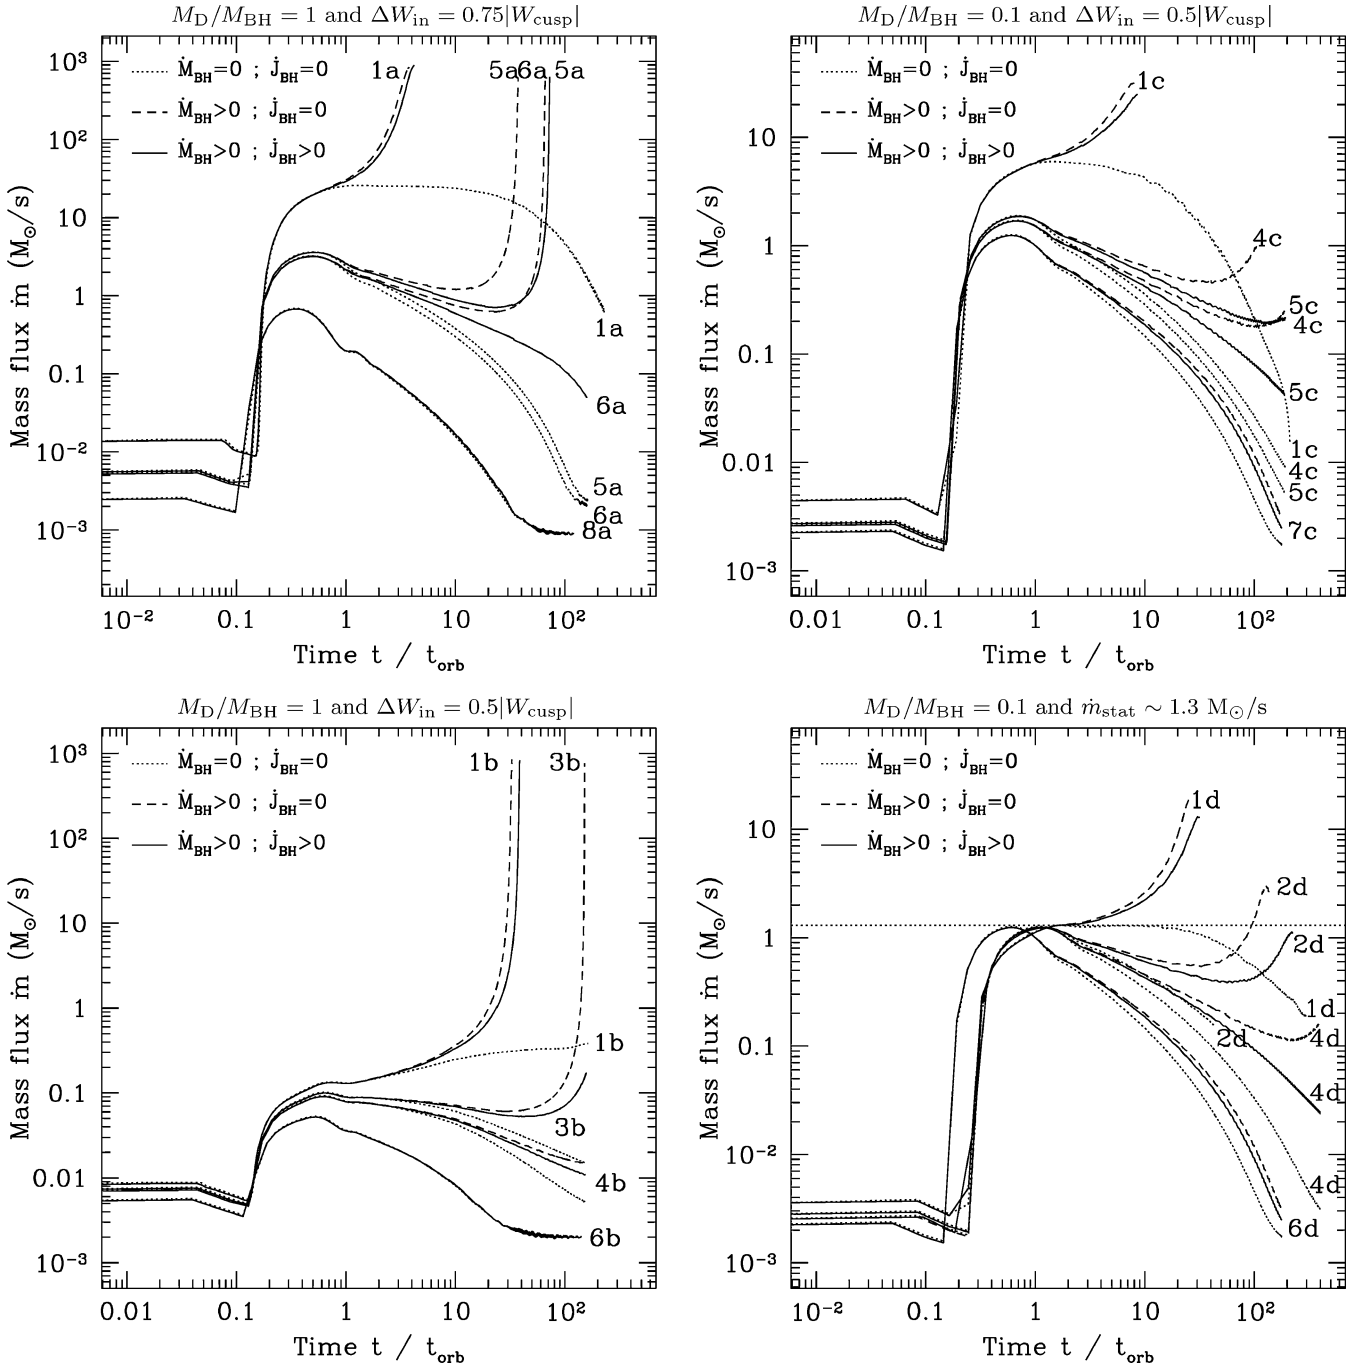 M_D/M_BH = 1 and ΔW_in = 0.75|W_cusp|
Ṁ_BH=0 ; j̇_BH=0
Ṁ_BH>0 ; j̇_BH=0
Ṁ_BH>0 ; j̇_BH>0
1a
5a
6a
5a
1a
6a
5a
6a
8a
10³
10²
10
1
0.1
10⁻²
10⁻³
Mass flux ṁ (M⊙/s)
10⁻² 0.1 1 10 10²
Time t / t_orb
M_D/M_BH = 0.1 and ΔW_in = 0.5|W_cusp|
Ṁ_BH=0 ; j̇_BH=0
Ṁ_BH>0 ; j̇_BH=0
Ṁ_BH>0 ; j̇_BH>0
1c
4c
5c
4c
5c
1c
4c
5c
7c
10
1
0.1
0.01
10⁻³
Mass flux ṁ (M⊙/s)
0.01 0.1 1 10 10²
Time t / t_orb
M_D/M_BH = 1 and ΔW_in = 0.5|W_cusp|
Ṁ_BH=0 ; j̇_BH=0
Ṁ_BH>0 ; j̇_BH=0
Ṁ_BH>0 ; j̇_BH>0
1b
3b
1b
3b
4b
6b
10³
10²
10
1
0.1
0.01
10⁻³
Mass flux ṁ (M⊙/s)
0.01 0.1 1 10 10²
Time t / t_orb
M_D/M_BH = 0.1 and ṁ_stat ∼ 1.3 M⊙/s
Ṁ_BH=0 ; j̇_BH=0
Ṁ_BH>0 ; j̇_BH=0
Ṁ_BH>0 ; j̇_BH>0
1d
2d
2d
1d
2d
4d
4d
4d
6d
10
1
0.1
10⁻²
10⁻³
Mass flux ṁ (M⊙/s)
10⁻² 0.1 1 10 10²
Time t / t_orb